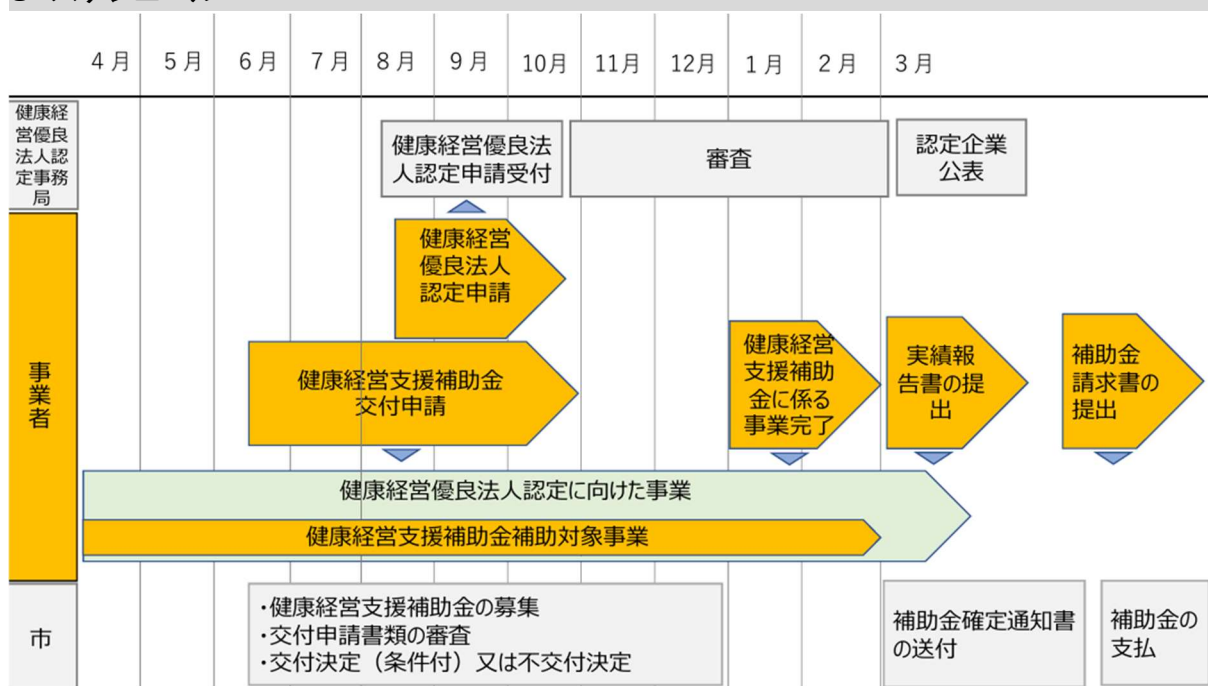 4月 5月 6月 7月 8月 9月 10月 11月 12月 1月 2月 3月
健康経
営優良
法人認
定事務
局
健康経営優良法
人認定申請受付
審査
認定企業
公表
事業者
健康経営
優良法人
認定申請
健康経営支援補助金
交付申請
健康経営
支援補助
金に係る
事業完了
実績報
告書の提
出
補助金
請求書の
提出
健康経営優良法人認定に向けた事業
健康経営支援補助金補助対象事業
市
・健康経営支援補助金の募集
・交付申請書類の審査
・交付決定（条件付）又は不交付決定
補助金確定通知書
の送付
補助金の
支払